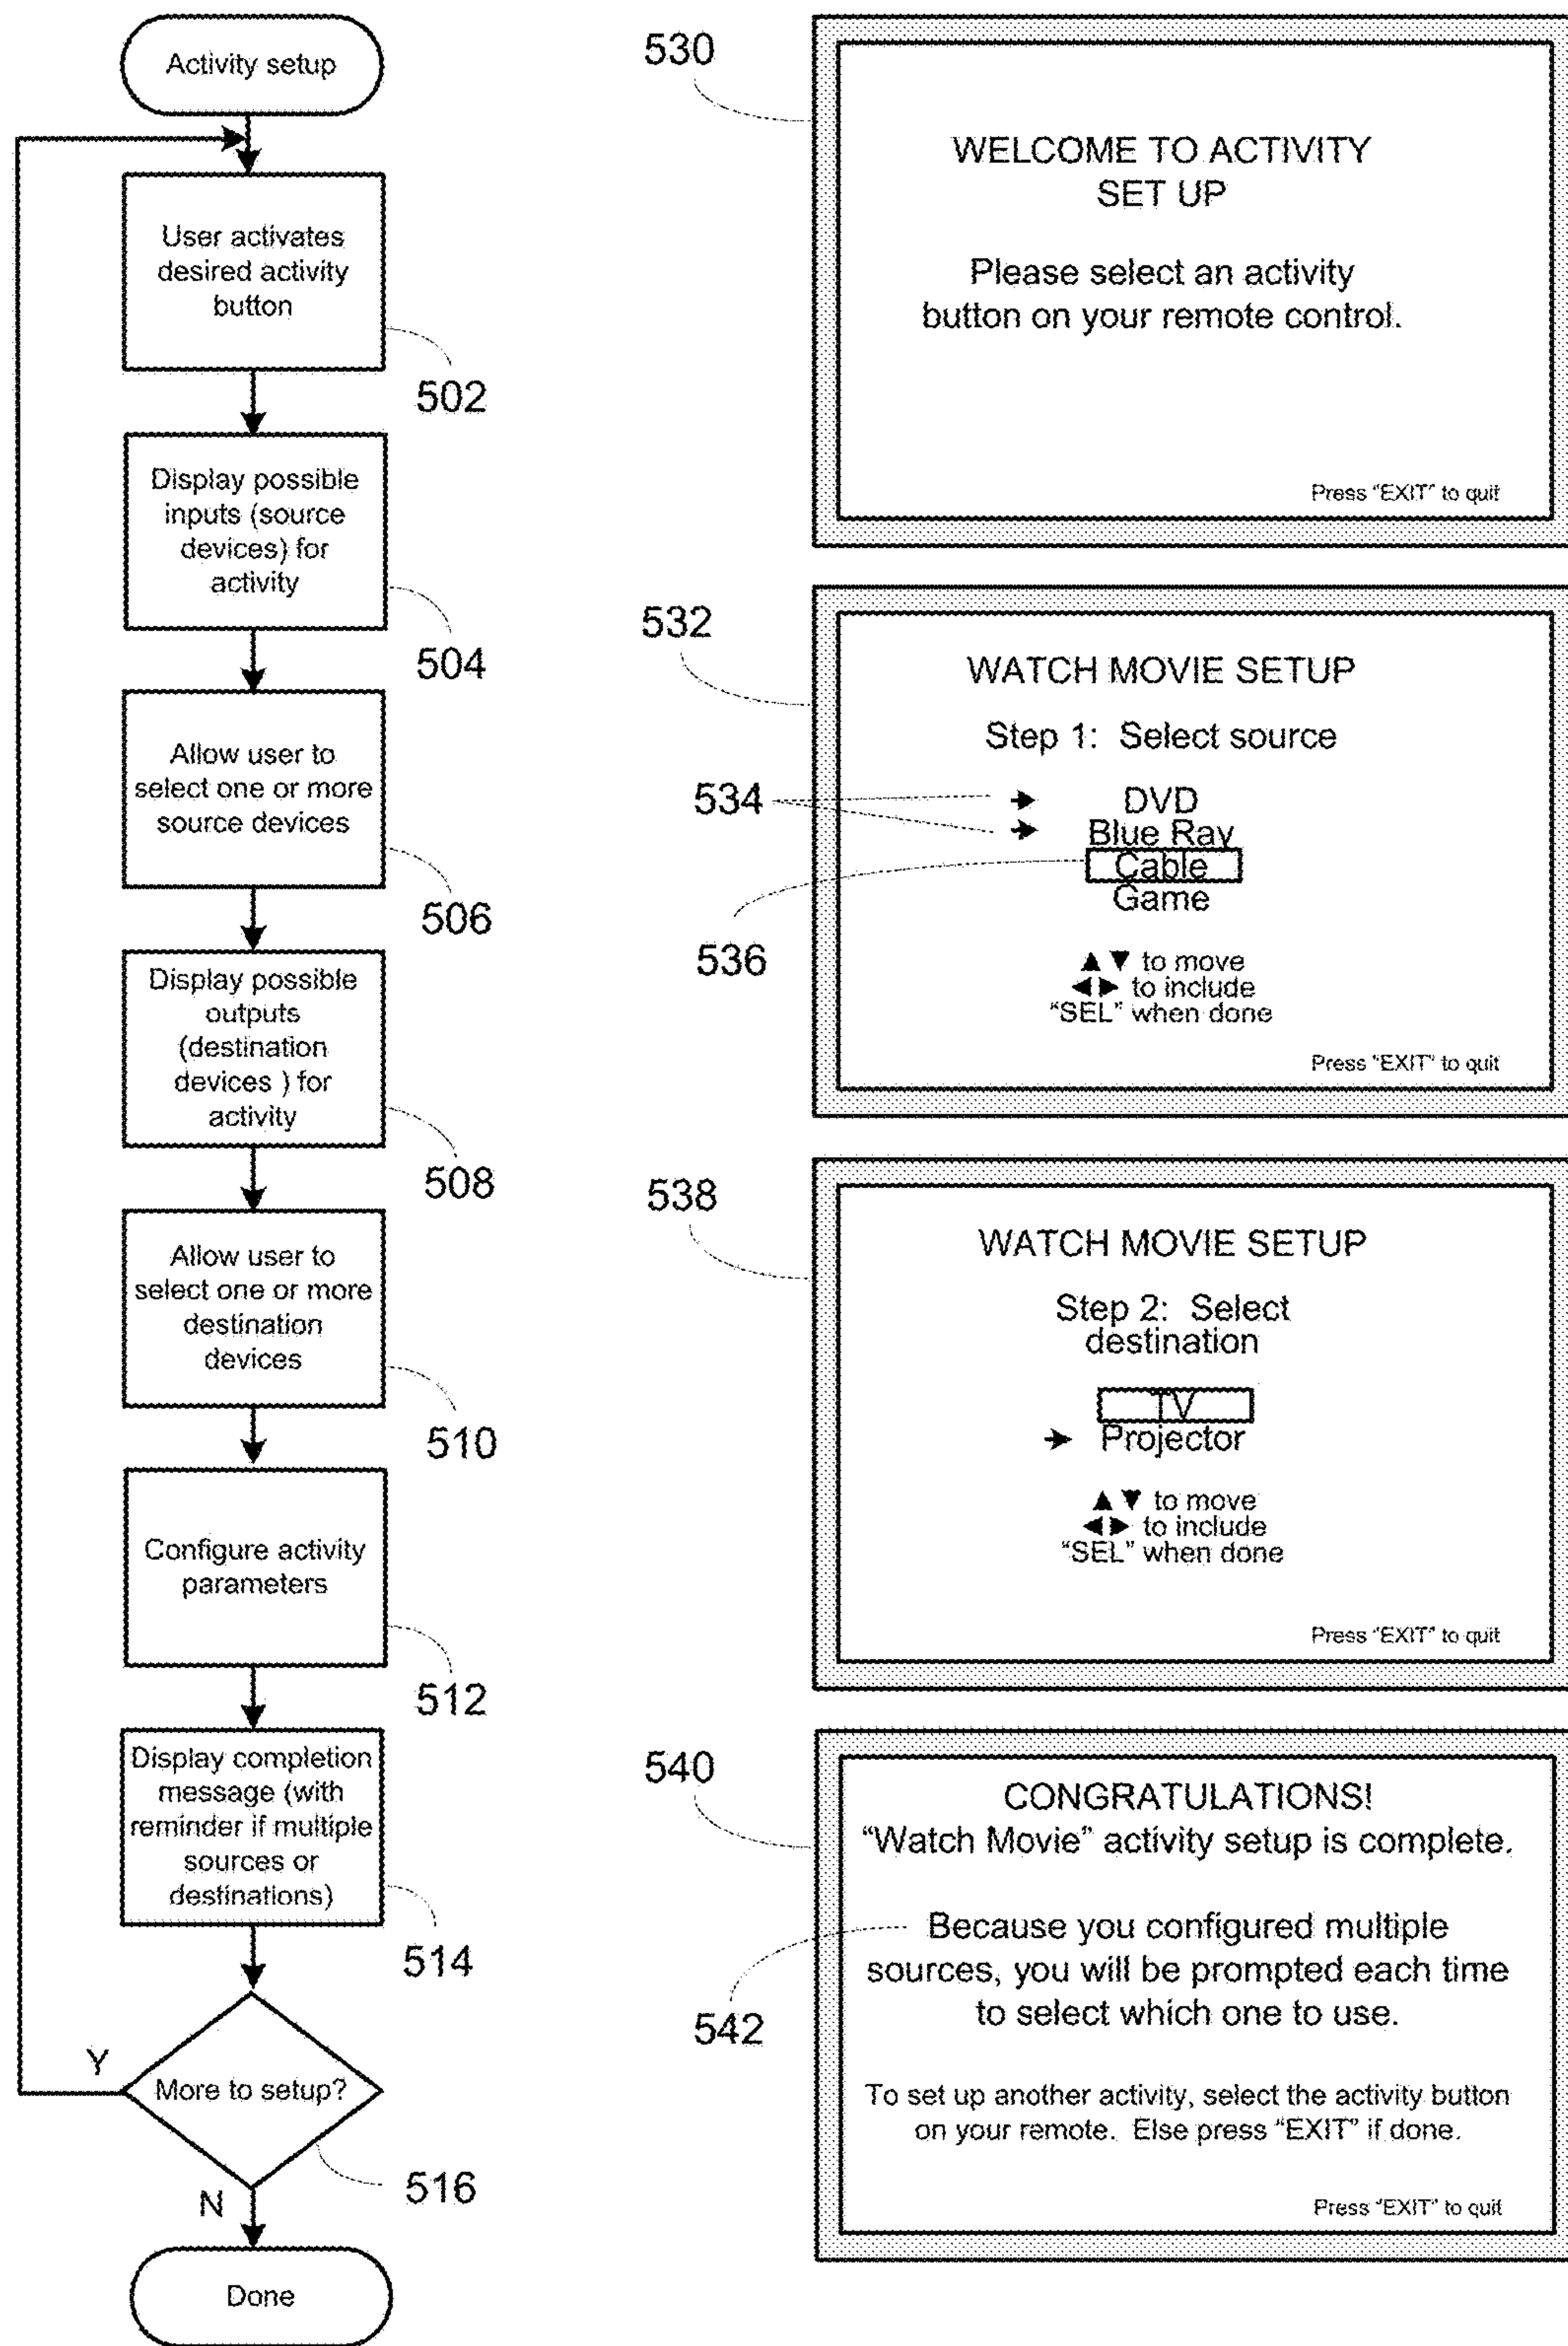 Activity setup
User activates
desired activity
button
502
Display possible
inputs (source
devices) for
activity
504
Allow user to
select one or more
source devices
506
Display possible
outputs
(destination
devices ) for
activity
508
Allow user to
select one or more
destination
devices
510
Configure activity
parameters
512
Display completion
message (with
reminder if multiple
sources or
destinations)
514
More to setup?
Y
516
N
Done
530
WELCOME TO ACTIVITY
SET UP
Please select an activity
button on your remote control.
Press "EXIT" to quit
532
WATCH MOVIE SETUP
Step 1: Select source
534
DVD
Blue Ray
Cable
Game
536
▲ ▼ to move
◀▶ to include
“SEL” when done
Press "EXIT" to quit
538
WATCH MOVIE SETUP
Step 2: Select
destination
TV
Projector
▲ ▼ to move
◀▶ to include
“SEL” when done
Press "EXIT" to quit
540
CONGRATULATIONS!
“Watch Movie” activity setup is complete.
Because you configured multiple
sources, you will be prompted each time
to select which one to use.
542
To set up another activity, select the activity button
on your remote. Else press “EXIT” if done.
Press "EXIT" to quit